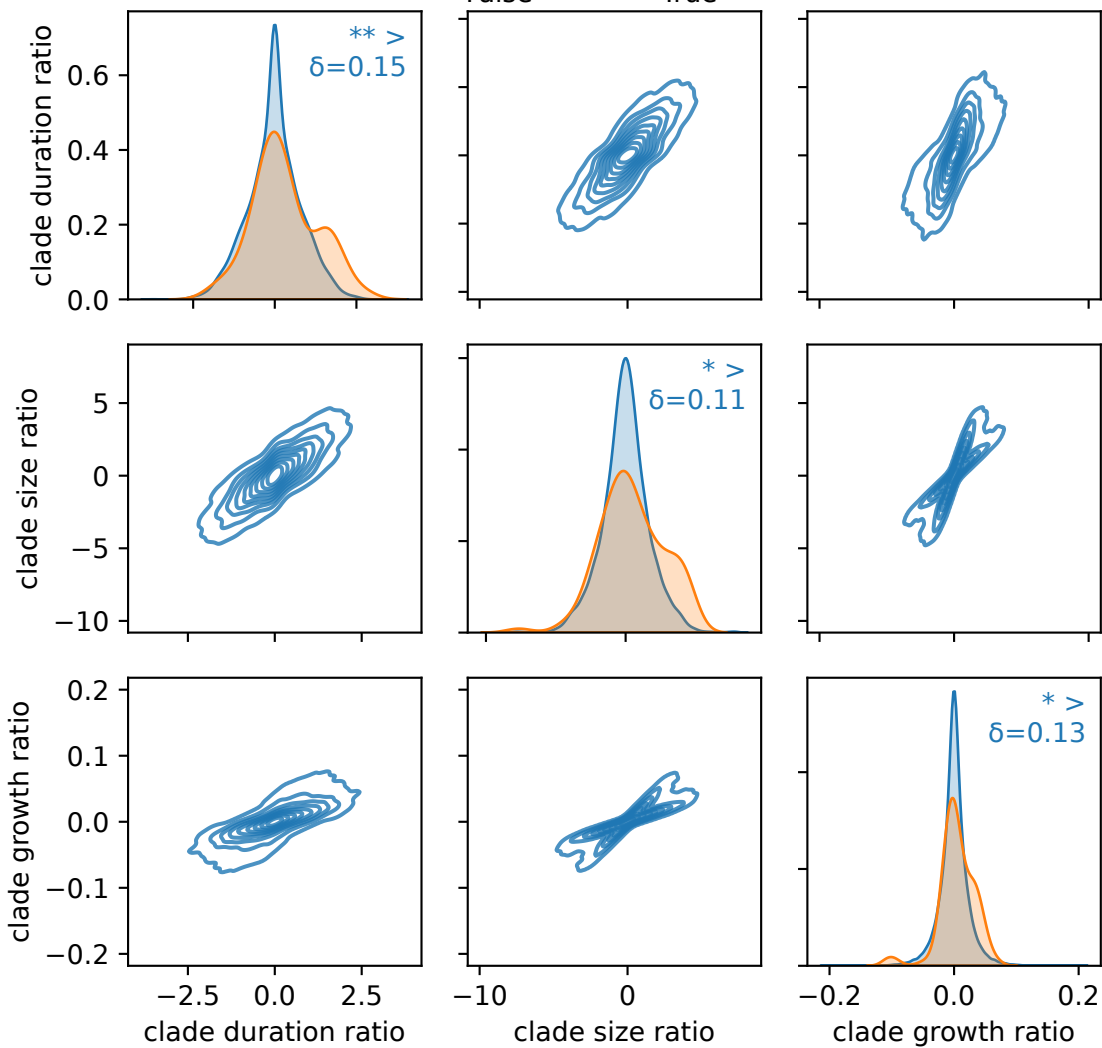 ** >
δ=0.15
clade duration ratio
0.6
0.4
0.2
0.0
* >
δ=0.11
clade size ratio
5
0
−5
−10
* >
δ=0.13
clade growth ratio
0.2
0.1
0.0
−0.1
−0.2
−2.5 0.0 2.5
−10 0
−0.2 0.0 0.2
clade duration ratio
clade size ratio
clade growth ratio